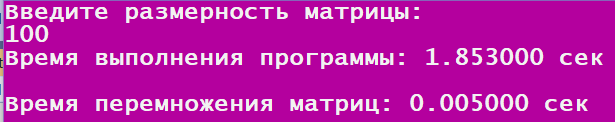 Введите размерность матрицы:
100
Время выполнения программы: 1.853000 сек
Время перемножения матриц: 0.005000 сек